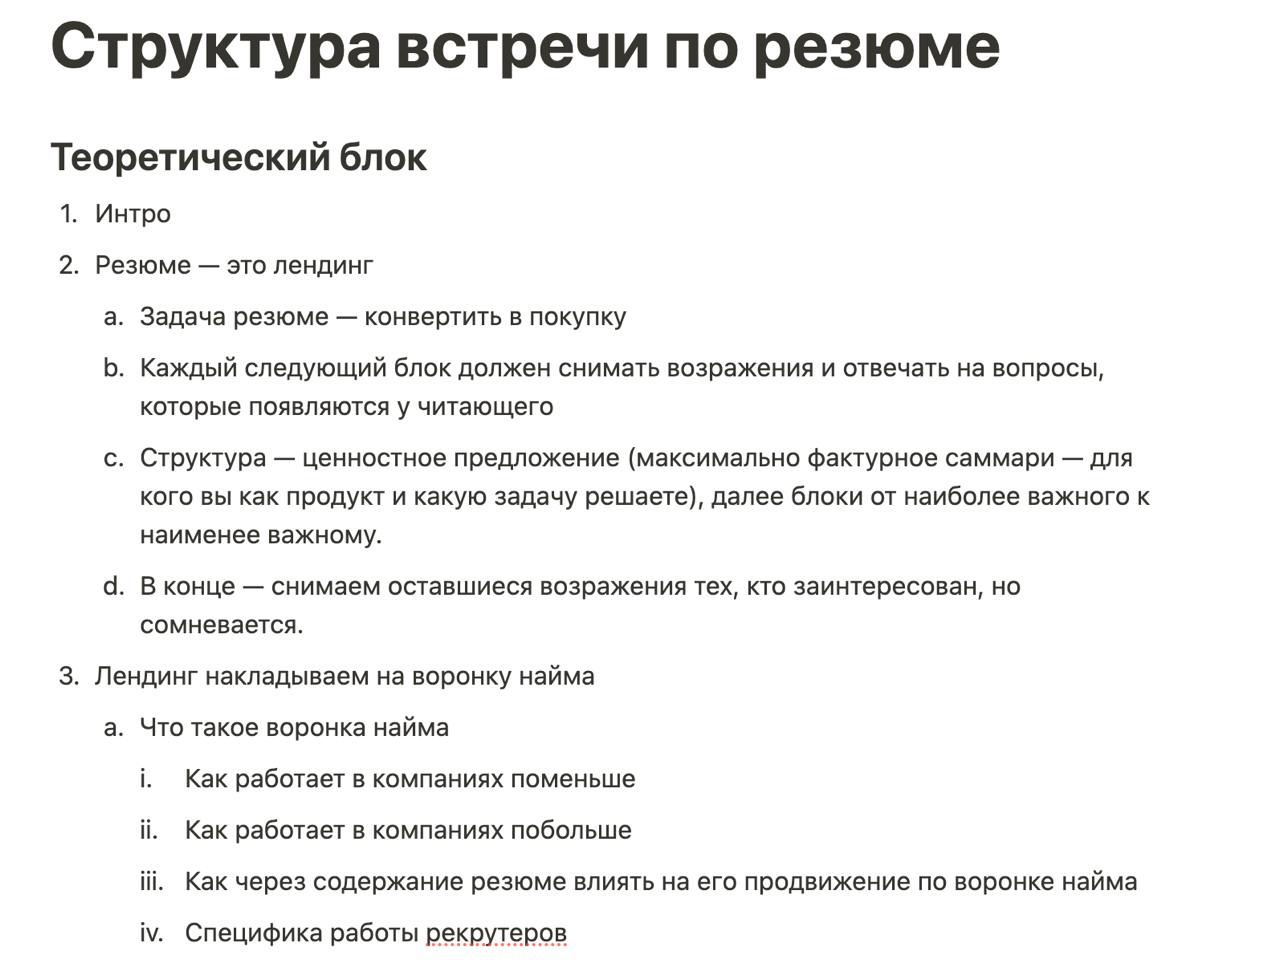 Структура встречи по резюме
Теоретический блок
1. Интро
2. Резюме — это лендинг
a. Задача резюме — конвертить в покупку
b. Каждый следующий блок должен снимать возражения и отвечать на вопросы,
которые появляются у читающего
c. Структура — ценностное предложение (максимально фактурное саммари — для
кого вы как продукт и какую задачу решаете), далее блоки от наиболее важного к
наименее важному.
d. В конце — снимаем оставшиеся возражения тех, кто заинтересован, но
сомневается.
3. Лендинг накладываем на воронку найма
a. Что такое воронка найма
i. Как работает в компаниях поменьше
ii. Как работает в компаниях побольше
iii. Как через содержание резюме влиять на его продвижение по воронке найма
iv. Специфика работы рекрутеров